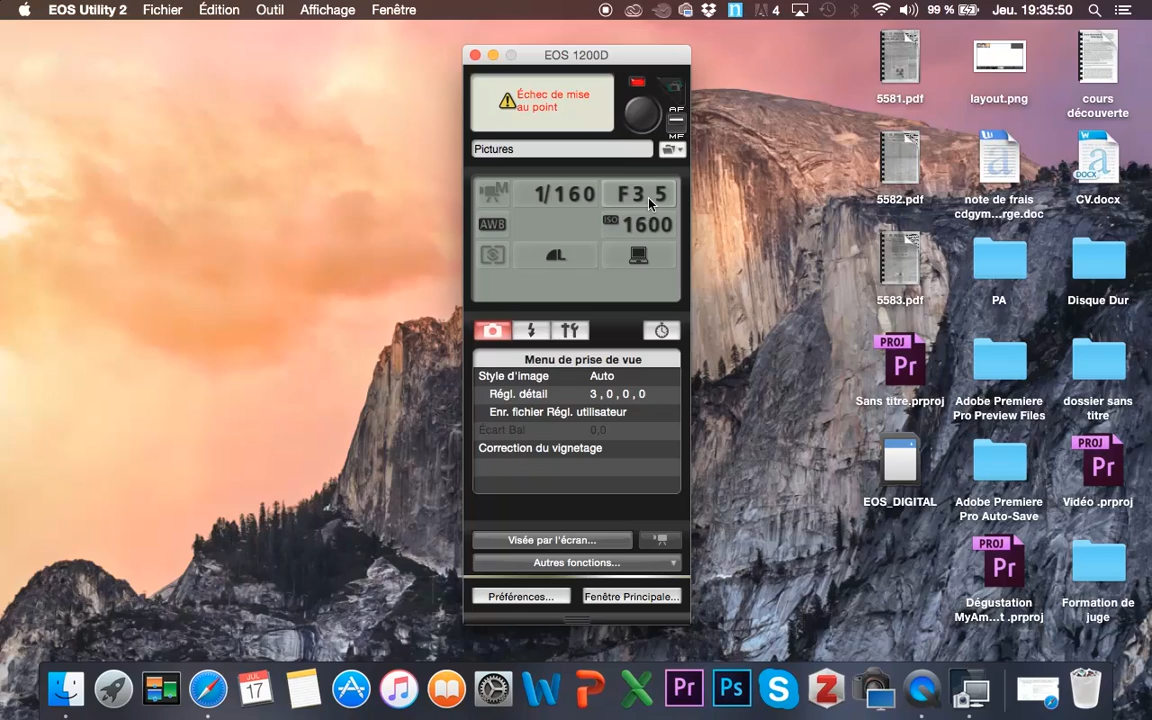 EOS Utility 2 Fichier Édition Outil Affichage Fenêtre 4 99 % Jeu. 19:35:50
EOS 1200D
Échec de mise
au point
AF
MF
Pictures
M 1/160 F3.5
AWB ISO 1600
L
Menu de prise de vue
Style d'image Auto
Régl. détail 3 , 0 , 0 , 0
Enr. fichier Régl. utilisateur
Écart Bal 0,0
Correction du vignetage
Visée par l'écran...
Autres fonctions...
Préférences... Fenêtre Principale...
5581.pdf
layout.png
cours
découverte
5582.pdf
note de frais
cdgym...rge.doc
DOCX
CV.docx
5583.pdf
PA
Disque Dur
PROJ
Pr
Sans titre.prproj
Adobe Premiere
Pro Preview Files
dossier sans
titre
EOS_DIGITAL
Adobe Premiere
Pro Auto-Save
PROJ
Pr
Vidéo .prproj
PROJ
Pr
Dégustation
MyAm...t .prproj
Formation de
juge
JUL
17
Pr
Ps